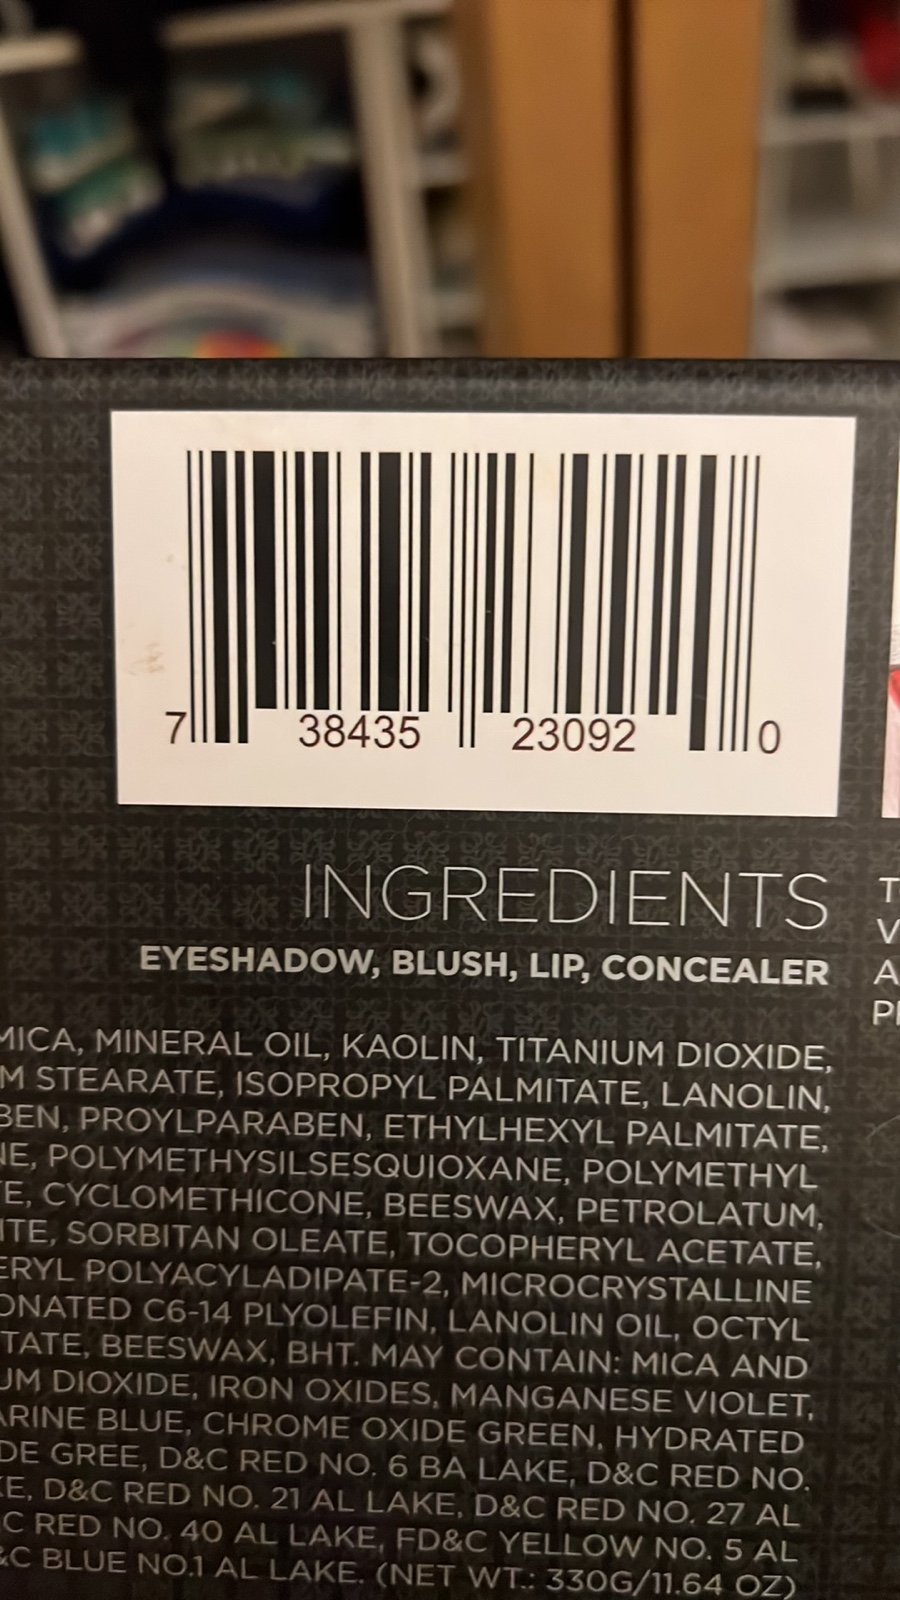 7 38435 23092 0
INGREDIENTS
EYESHADOW, BLUSH, LIP, CONCEALER
MICA, MINERAL OIL, KAOLIN, TITANIUM DIOXIDE,
M STEARATE, ISOPROPYL PALMITATE, LANOLIN,
BEN, PROYLPARABEN, ETHYLHEXYL PALMITATE,
NE, POLYMETHYSILSESQUIOXANE, POLYMETHYL
TE, CYCLOMETHICONE, BEESWAX, PETROLATUM,
ITE, SORBITAN OLEATE, TOCOPHERYL ACETATE,
ERYL POLYACYLADIPATE-2, MICROCRYSTALLINE
ONATED C6-14 PLYOLEFIN, LANOLIN OIL, OCTYL
TATE, BEESWAX, BHT. MAY CONTAIN: MICA AND
UM DIOXIDE, IRON OXIDES, MANGANESE VIOLET,
ARINE BLUE, CHROME OXIDE GREEN, HYDRATED
DE GREE, D&C RED NO. 6 BA LAKE, D&C RED NO.
KE, D&C RED NO. 21 AL LAKE, D&C RED NO. 27 AL
C RED NO. 40 AL LAKE, FD&C YELLOW NO. 5 AL
&C BLUE NO.1 AL LAKE. (NET WT.: 330G/11.64 OZ)
T
V
A
P